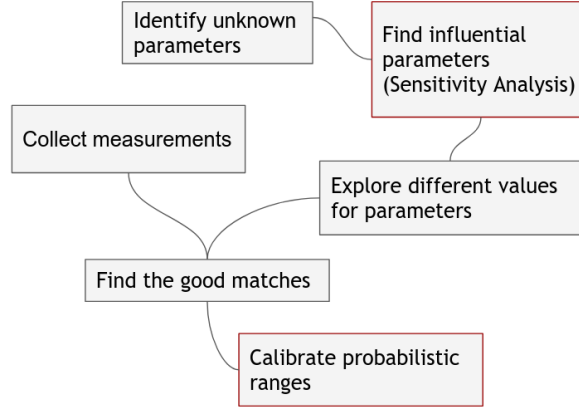 Identify unknown
parameters
Find influential
parameters
(Sensitivity Analysis)
Collect measurements
Explore different values
for parameters
Find the good matches
Calibrate probabilistic
ranges